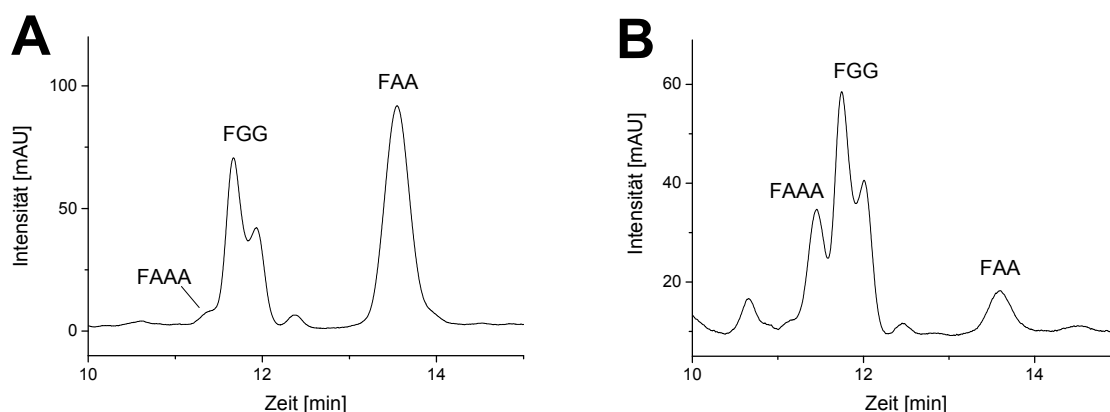 A
B
FAA
FGG
FAAA
100
50
0
10
12
14
Intensität [mAU]
Zeit [min]
FGG
FAAA
FAA
60
40
20
10
12
14
Intensität [mAU]
Zeit [min]